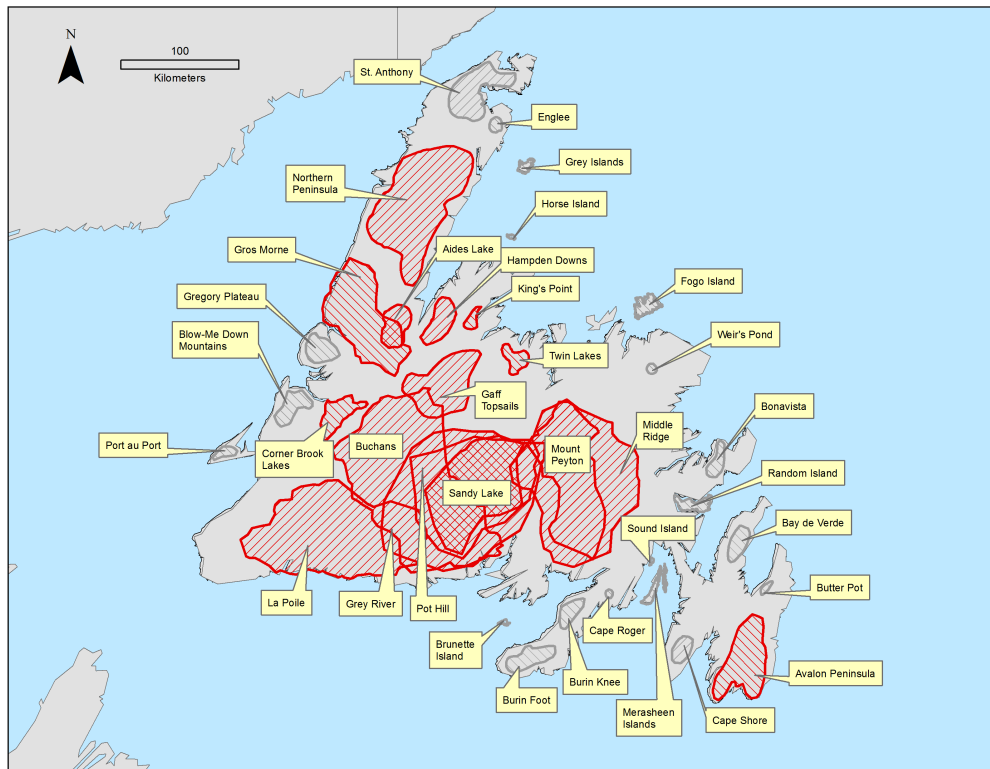 N
100
Kilometers
St. Anthony
Englee
Grey Islands
Northern
Peninsula
Horse Island
Gros Morne
Aides Lake
Hampden Downs
Fogo Island
Gregory Plateau
King's Point
Blow-Me Down
Mountains
Weir's Pond
Twin Lakes
Gaff
Topsails
Bonavista
Middle
Ridge
Port au Port
Corner Brook
Lakes
Buchans
Mount
Peyton
Random Island
Sandy Lake
Sound Island
Bay de Verde
La Poile
Grey River
Pot Hill
Butter Pot
Cape Roger
Brunette
Island
Avalon Peninsula
Burin Knee
Burin Foot
Merasheen
Islands
Cape Shore